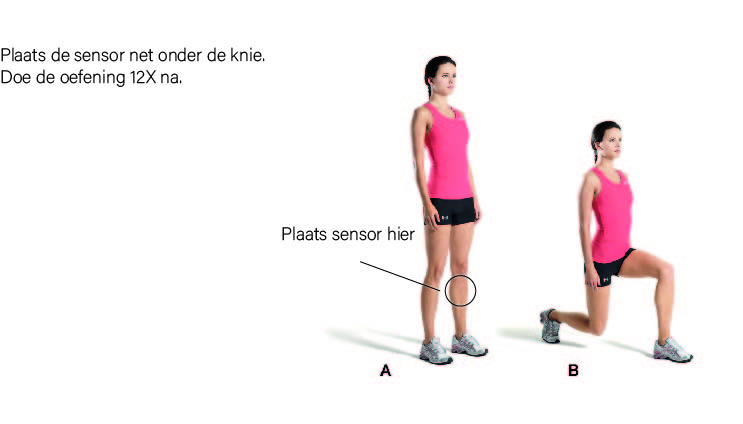 Plaats de sensor net onder de knie.
Doe de oefening 12X na.
Plaats sensor hier
A
B